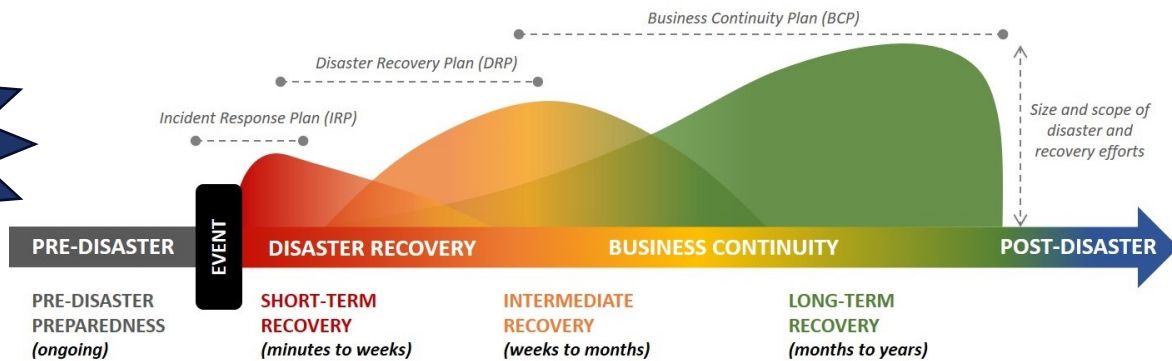 Business Continuity Plan (BCP)
Disaster Recovery Plan (DRP)
Incident Response Plan (IRP)
Size and scope of
disaster and
recovery efforts
PRE-DISASTER
EVENT
DISASTER RECOVERY
BUSINESS CONTINUITY
POST-DISASTER
PRE-DISASTER
PREPAREDNESS
(ongoing)
SHORT-TERM
RECOVERY
(minutes to weeks)
INTERMEDIATE
RECOVERY
(weeks to months)
LONG-TERM
RECOVERY
(months to years)